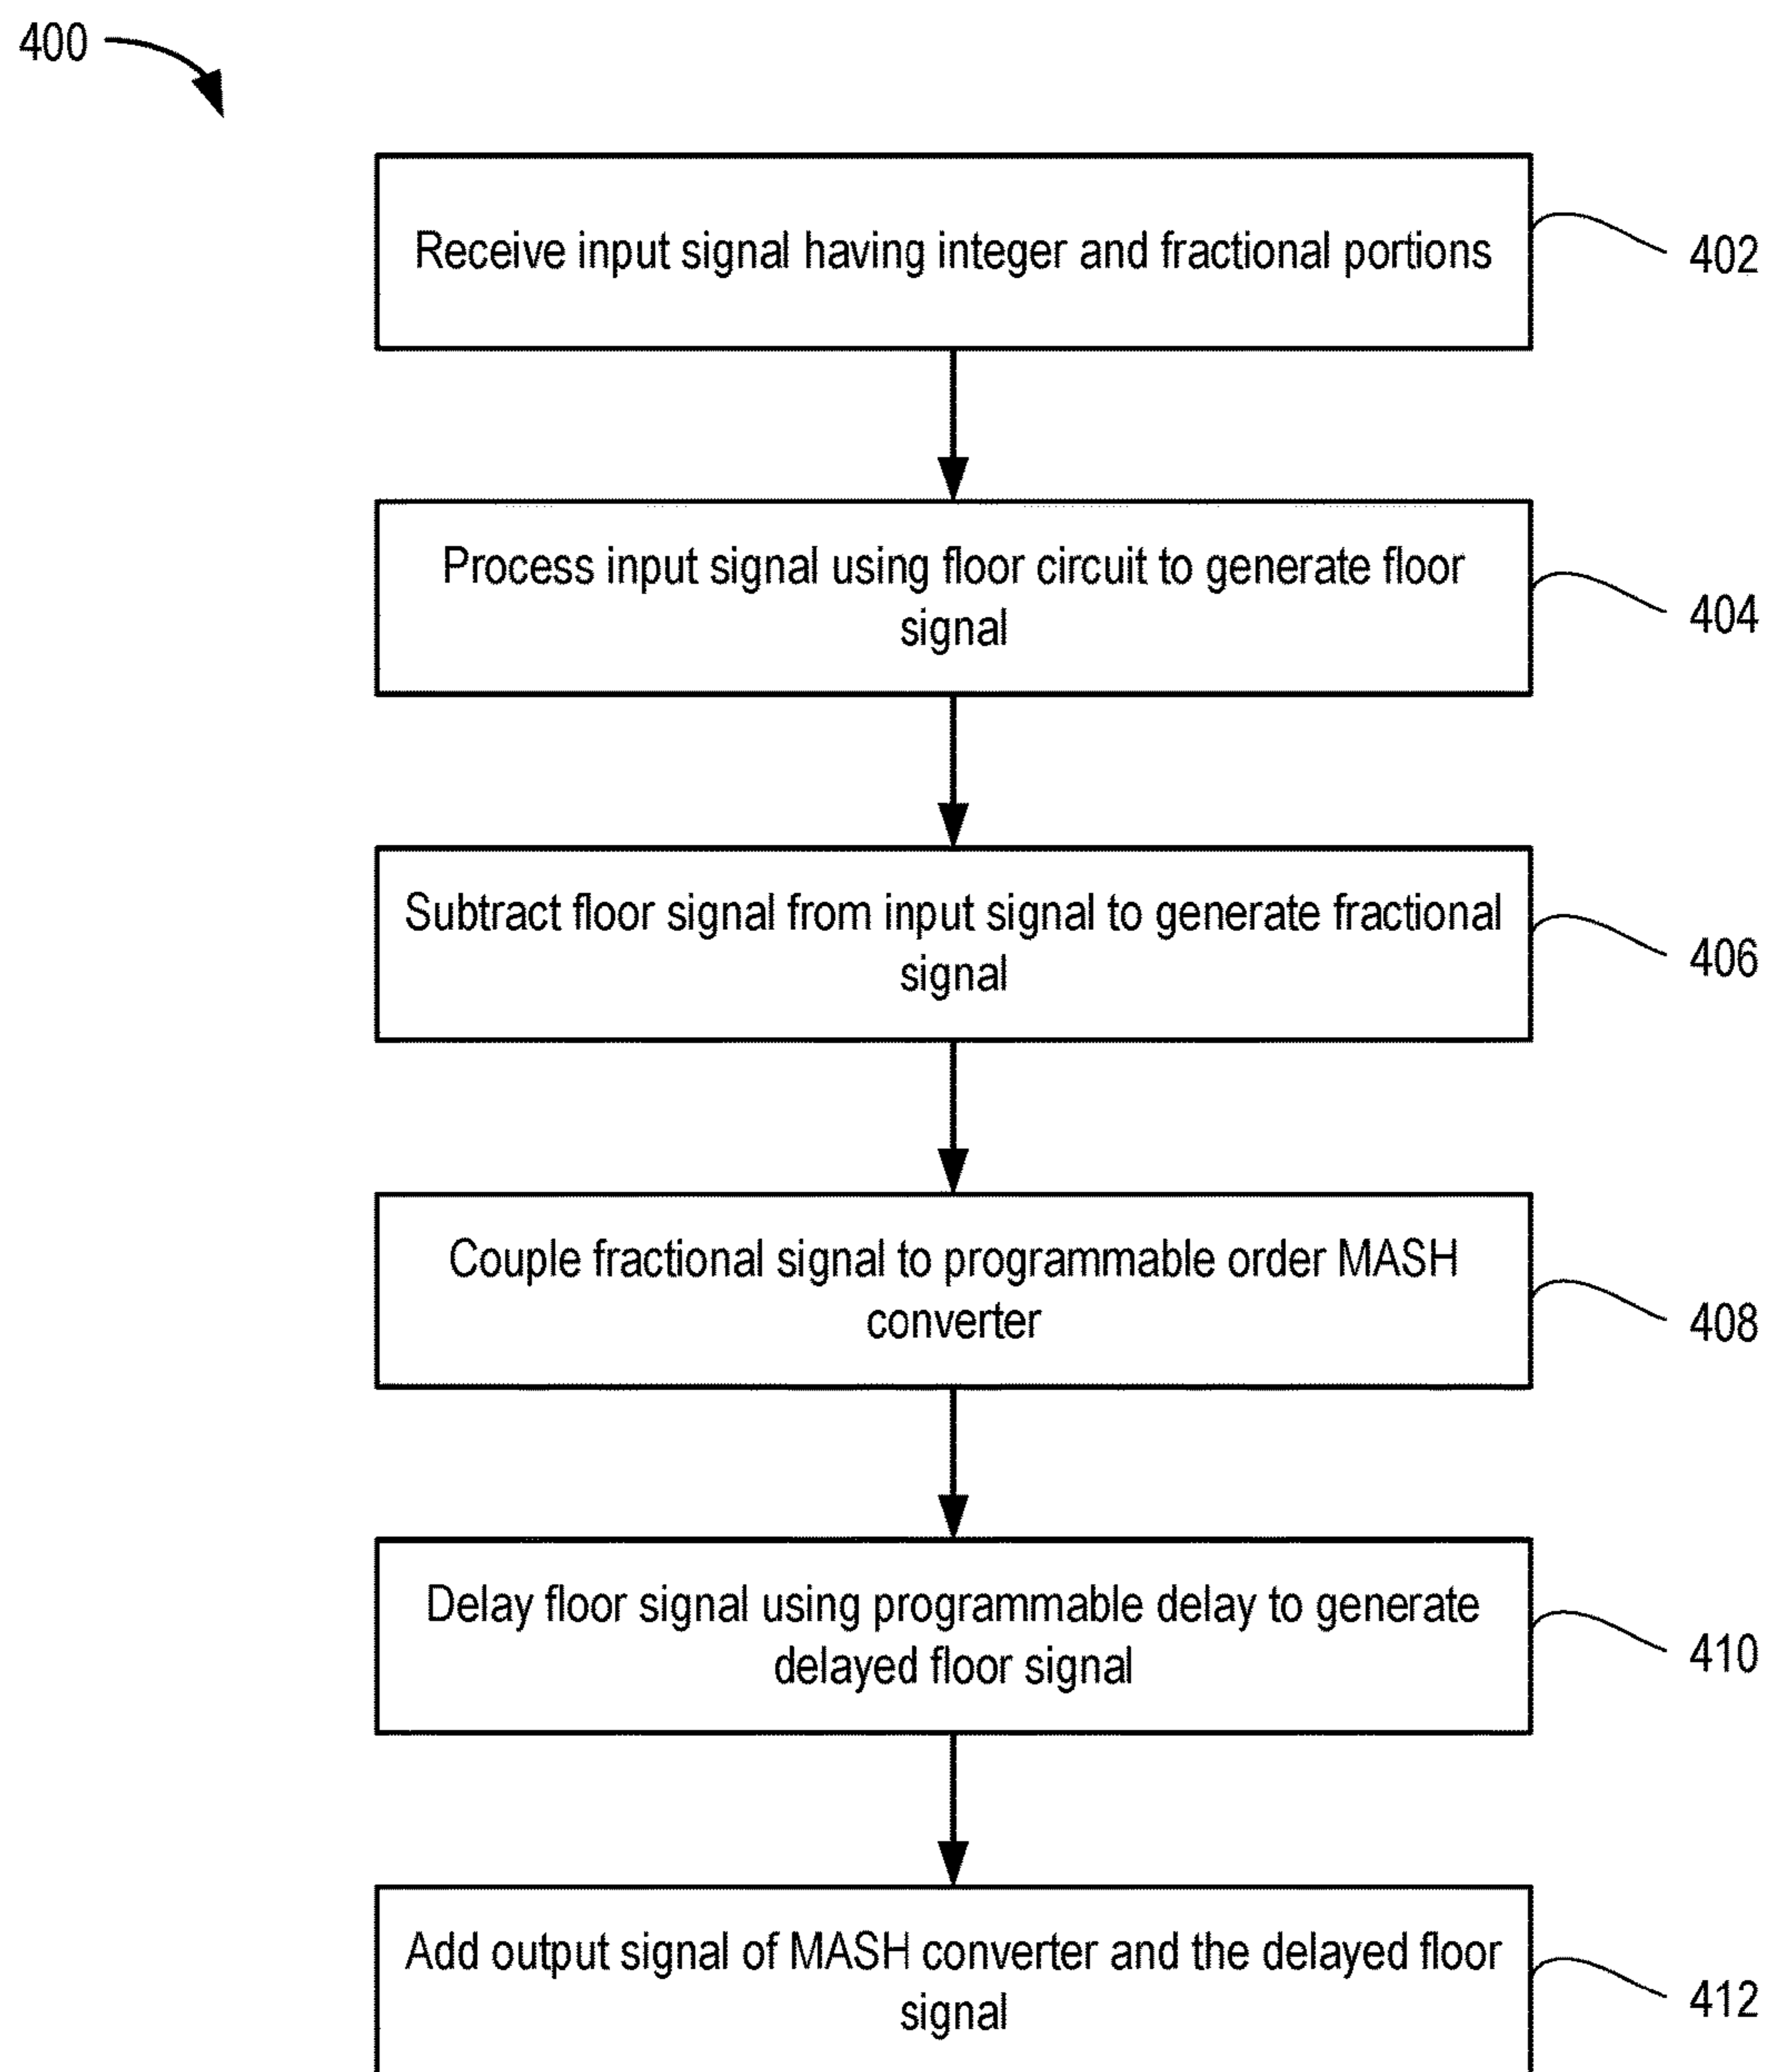 400
Receive input signal having integer and fractional portions
402
Process input signal using floor circuit to generate floor
signal
404
Subtract floor signal from input signal to generate fractional
signal
406
Couple fractional signal to programmable order MASH
converter
408
Delay floor signal using programmable delay to generate
delayed floor signal
410
Add output signal of MASH converter and the delayed floor
signal
412